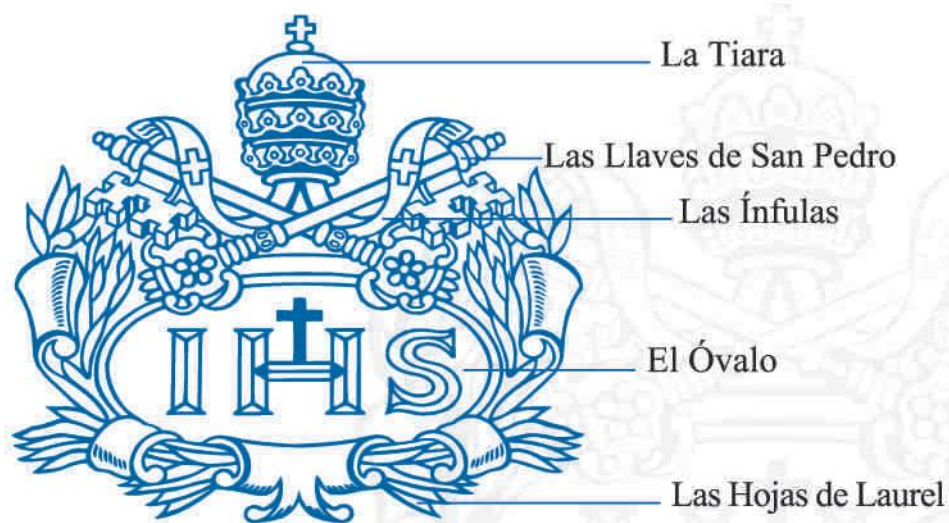 La Tiara
Las Llaves de San Pedro
Las Ínfulas
IHS
El Óvalo
Las Hojas de Laurel